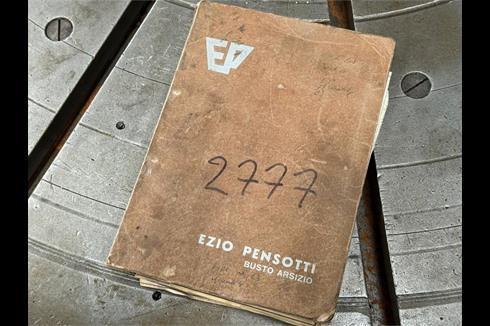 EP
2777
EZIO PENSOTTI
BUSTO ARSIZIO